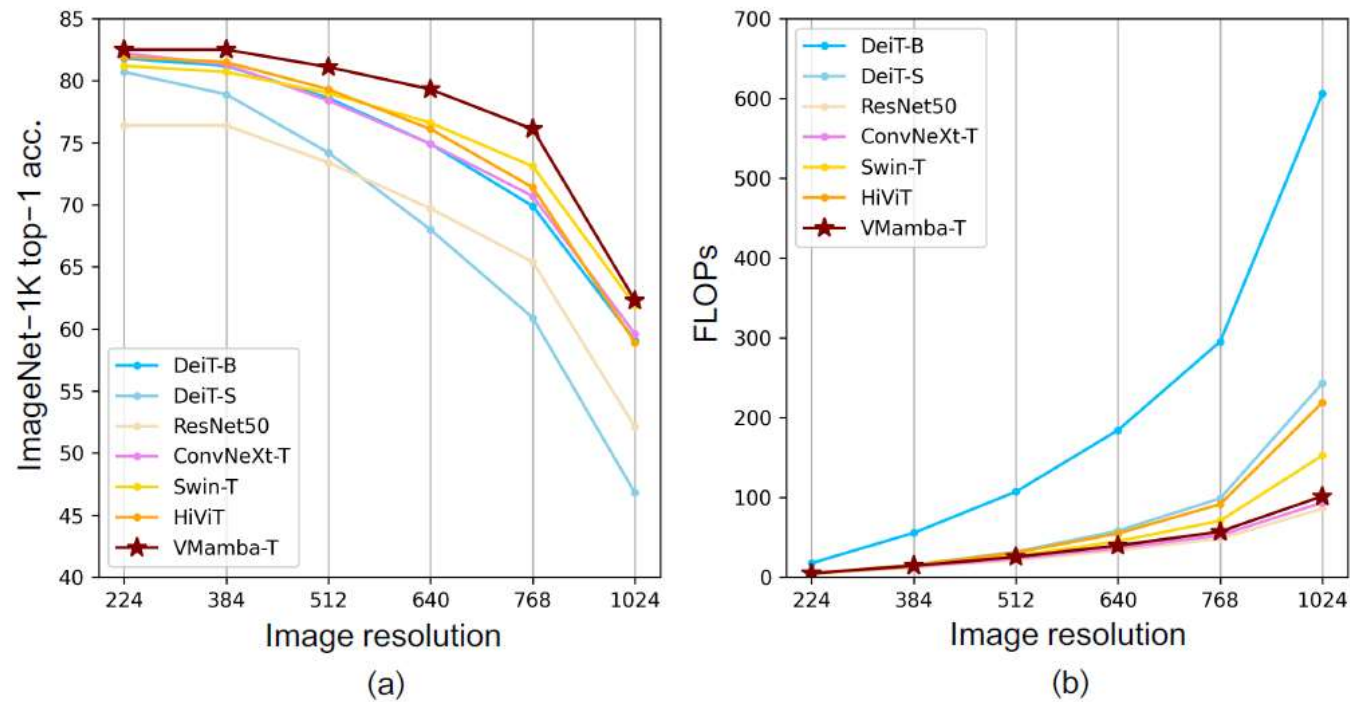 85
80
75
70
65
60
55
50
45
40
ImageNet-1K top-1 acc.
DeiT-B
DeiT-S
ResNet50
ConvNeXt-T
Swin-T
HiViT
VMamba-T
224 384 512 640 768 1024
Image resolution
(a)
700
600
500
400
300
200
100
0
FLOPs
DeiT-B
DeiT-S
ResNet50
ConvNeXt-T
Swin-T
HiViT
VMamba-T
224 384 512 640 768 1024
Image resolution
(b)